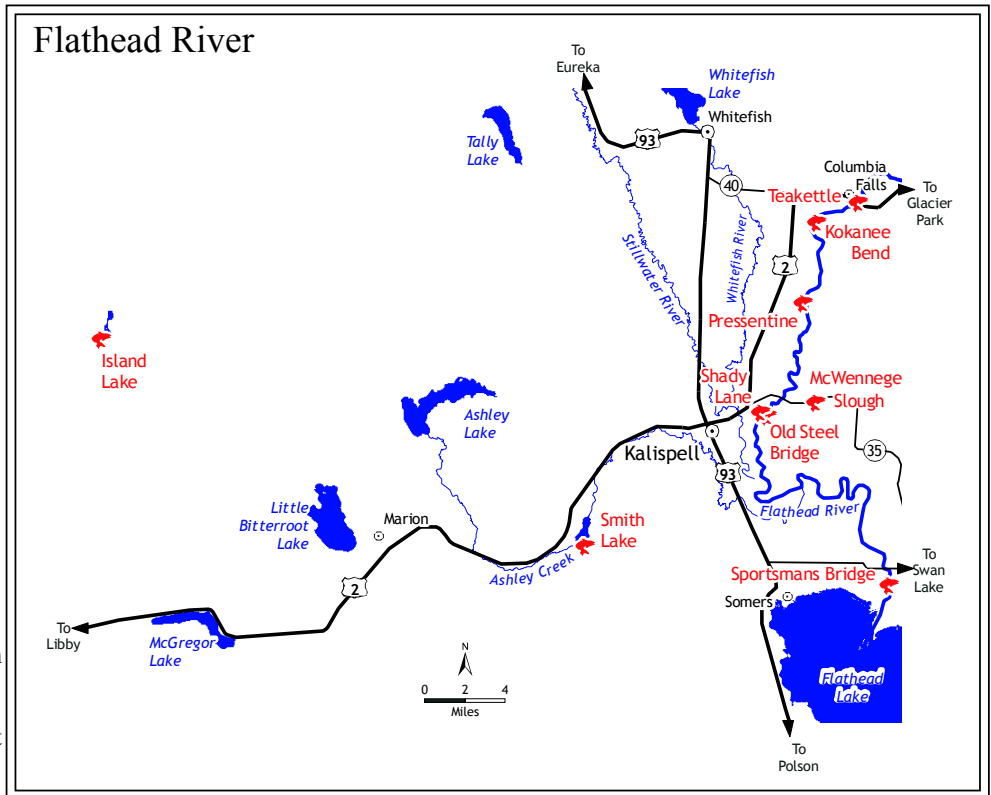 Flathead River
To
Eureka
Whitefish
Lake
Whitefish
93
Tally
Lake
40
Columbia
Falls
Teakettle
To
Glacier
Park
Kokanee
Bend
Stillwater River
Whitefish River
2
Pressentine
Island
Lake
Shady
Lane
McWennege
Slough
Ashley
Lake
Old Steel
Bridge
Kalispell
35
93
Little
Bitterroot
Lake
Marion
Flathead River
Smith
Lake
Ashley Creek
To
Swan
Lake
Sportsmans Bridge
2
Somers
To
Libby
McGregor
Lake
N
0 2 4
Miles
Flathead
Lake
To
Polson